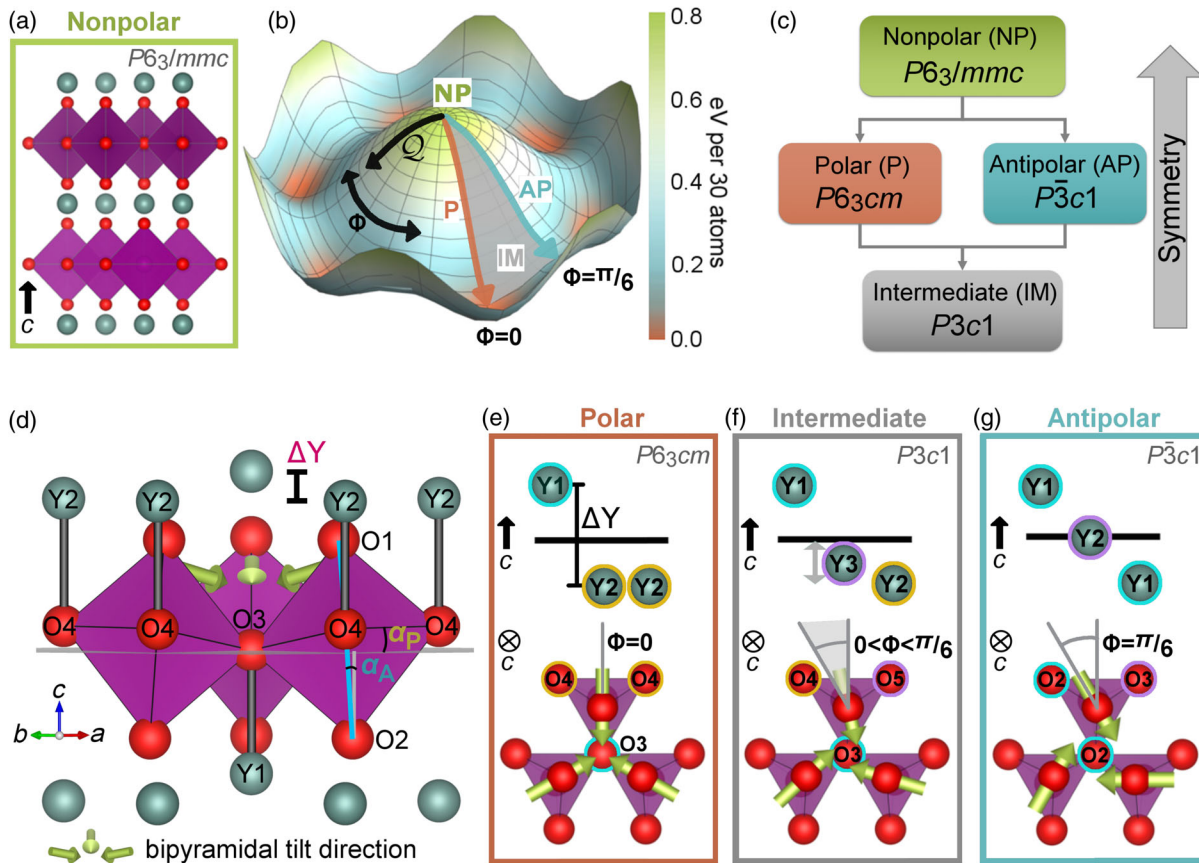 (a)
Nonpolar
P6₃/mmc
c
(b)
NP
Q
Φ
P
AP
IM
Φ=π/6
Φ=0
0.8
0.6
0.4
0.2
0.0
eV per 30 atoms
(c)
Nonpolar (NP)
P6₃/mmc
Polar (P)
P6₃cm
Antipolar (AP)
P3̅c1
Intermediate (IM)
P3c1
Symmetry
(d)
ΔY
Y2
Y2
Y2
Y2
O1
O3
O4
O4
O4
O4
αP
αA
O2
Y1
c
b
a
bipyramidal tilt direction
(e)
Polar
P6₃cm
Y1
ΔY
c
Y2
Y2
c
Φ=0
O4
O4
O3
(f)
Intermediate
P3c1
Y1
c
Y3
Y2
c
0<Φ<π/6
O4
O5
O3
(g)
Antipolar
P3̅c1
Y1
c
Y2
Y1
c
Φ=π/6
O2
O3
O2